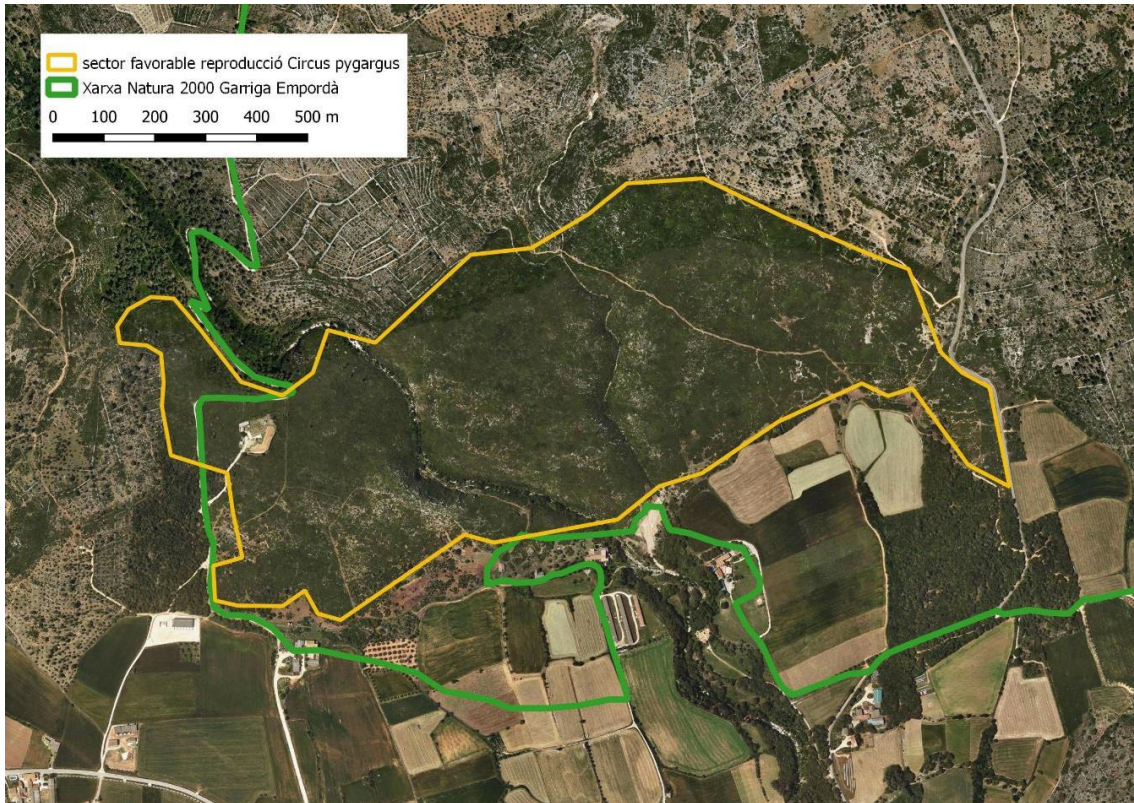 sector favorable reproducció Circus pygargus
Xarxa Natura 2000 Garriga Empordà
0 100 200 300 400 500 m